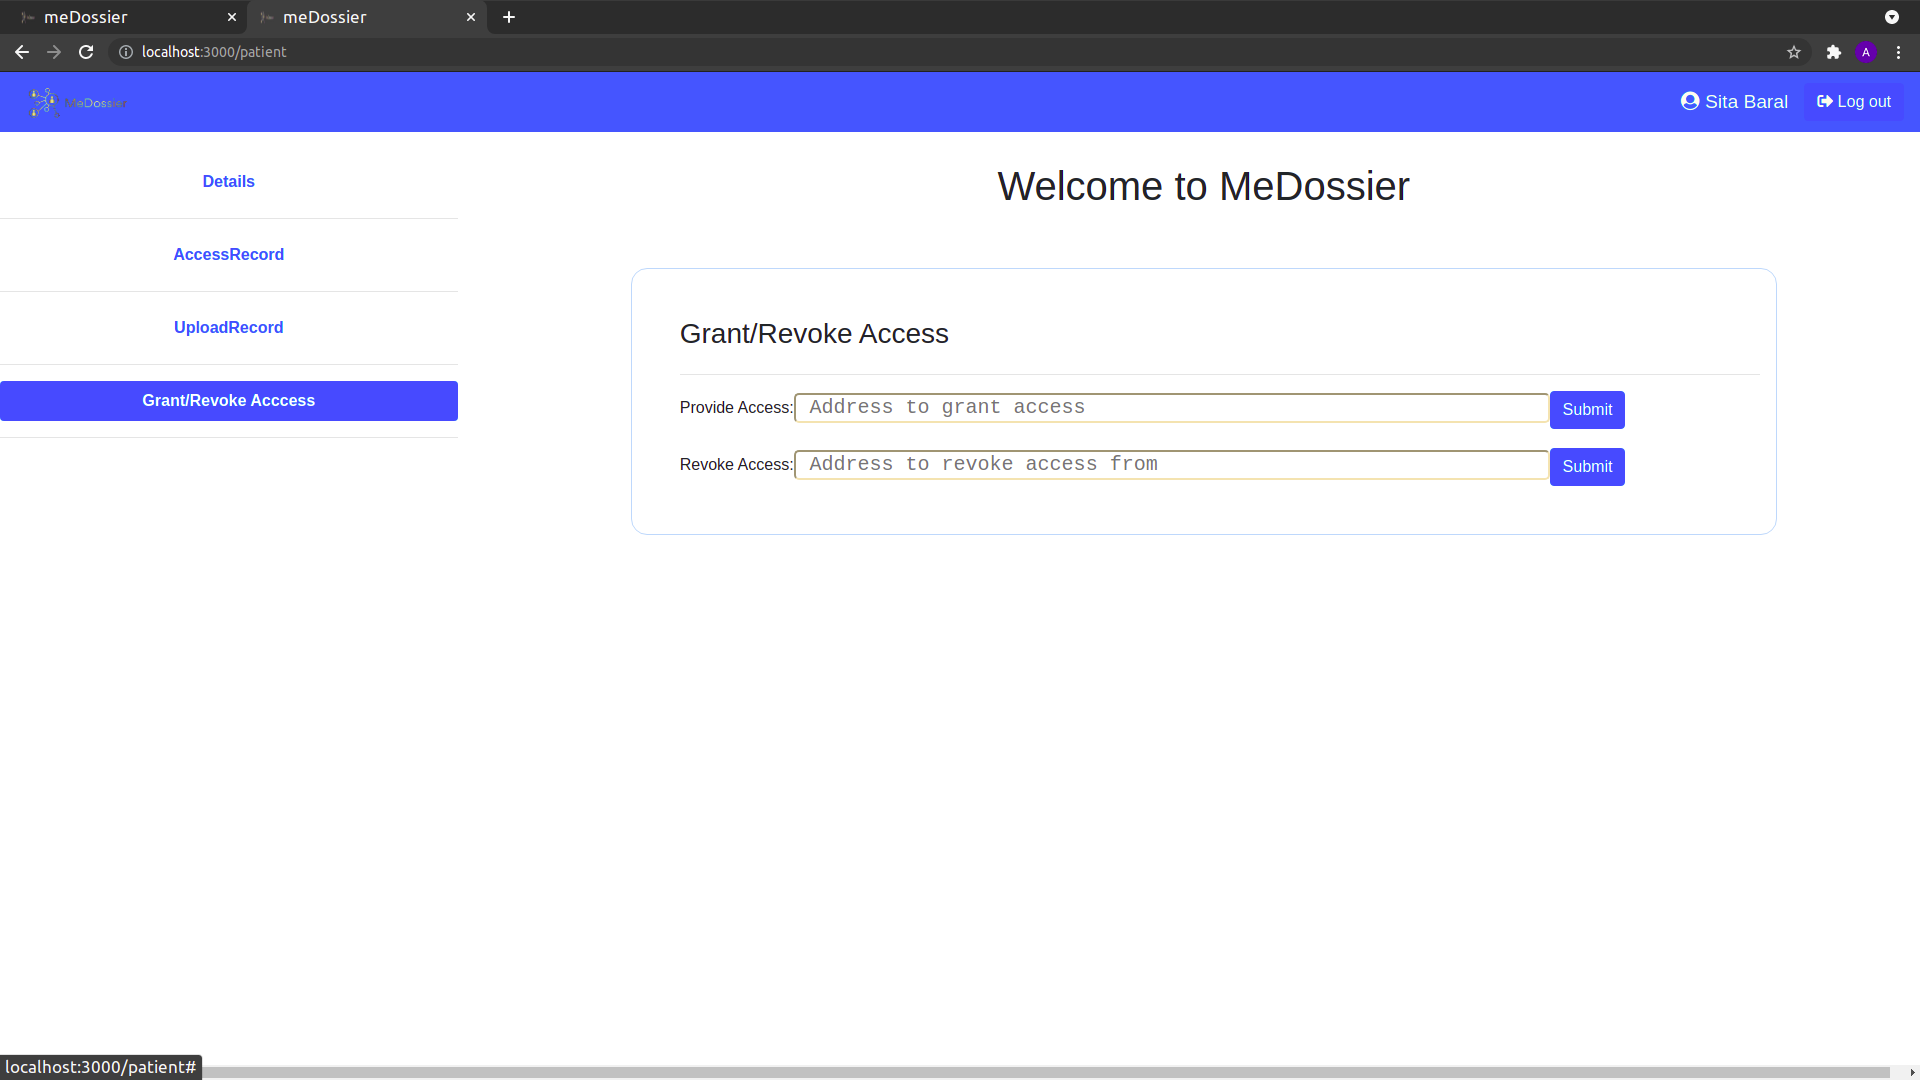 meDossier
meDossier
localhost:3000/patient
A
MeDossier
Sita Baral
Log out
Details
AccessRecord
UploadRecord
Grant/Revoke Acccess
Welcome to MeDossier
Grant/Revoke Access
Provide Access: Address to grant access Submit
Revoke Access: Address to revoke access from Submit
localhost:3000/patient#